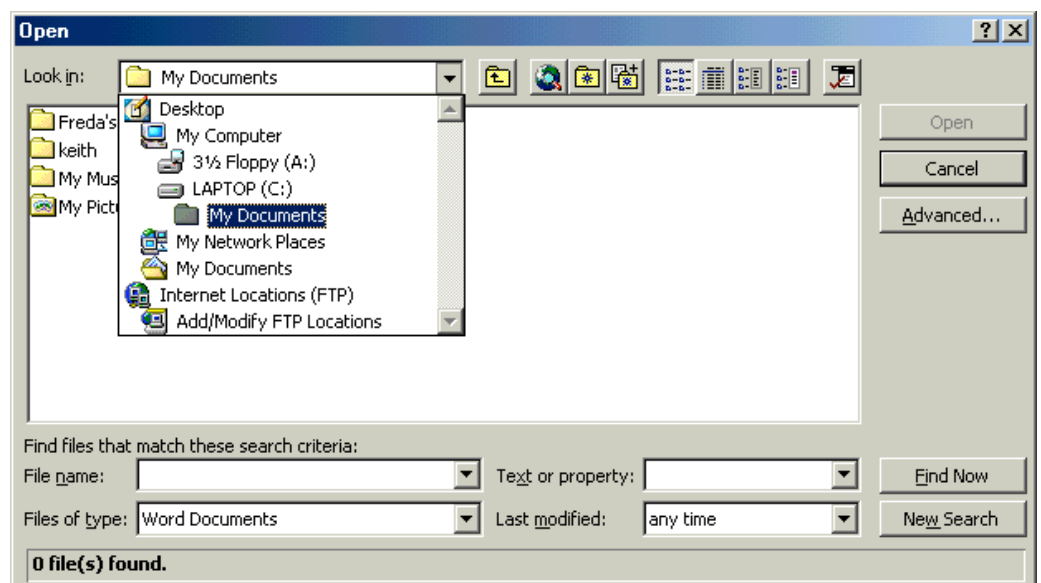 Open
Look in: My Documents
Freda's
keith
My Mus
My Pict
Desktop
My Computer
3½ Floppy (A:)
LAPTOP (C:)
My Documents
My Network Places
My Documents
Internet Locations (FTP)
Add/Modify FTP Locations
Open
Cancel
Advanced...
Find files that match these search criteria:
File name: Text or property: Find Now
Files of type: Word Documents Last modified: any time New Search
0 file(s) found.